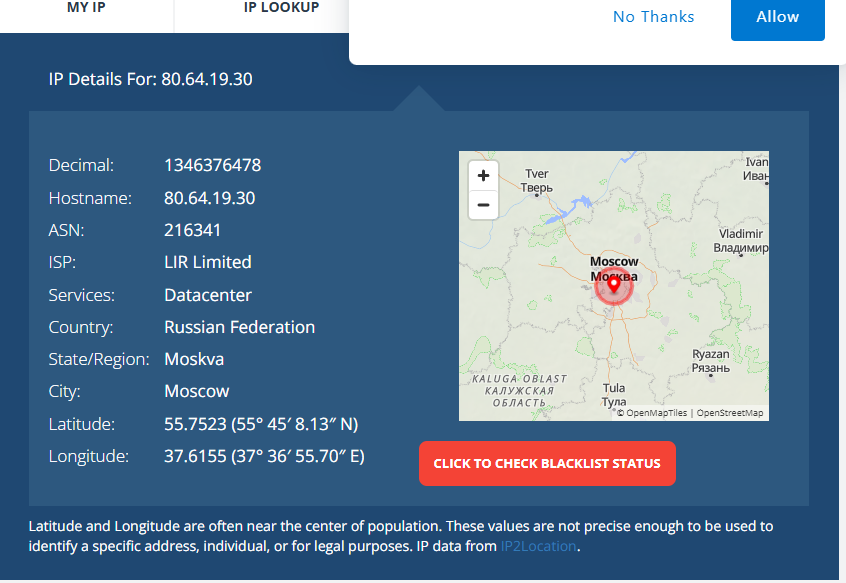 MY IP
IP LOOKUP
No Thanks
Allow
IP Details For: 80.64.19.30
Decimal: 1346376478
Hostname: 80.64.19.30
ASN: 216341
ISP: LIR Limited
Services: Datacenter
Country: Russian Federation
State/Region: Moskva
City: Moscow
Latitude: 55.7523 (55° 45′ 8.13″ N)
Longitude: 37.6155 (37° 36′ 55.70″ E)
+
−
Tver
Тверь
Ivan
Иван
Vladimir
Владимир
Moscow
Москва
Ryazan
Рязань
KALUGA OBLAST
КАЛУЖСКАЯ
ОБЛАСТЬ
Tula
Тула
© OpenMapTiles | OpenStreetMap
CLICK TO CHECK BLACKLIST STATUS
Latitude and Longitude are often near the center of population. These values are not precise enough to be used to
identify a specific address, individual, or for legal purposes. IP data from IP2Location.